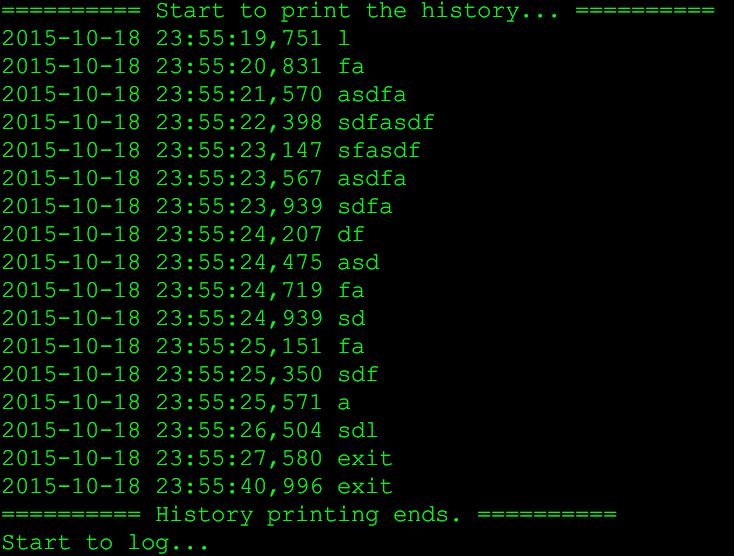 ========== Start to print the history... ==========
2015-10-18 23:55:19,751 l
2015-10-18 23:55:20,831 fa
2015-10-18 23:55:21,570 asdfa
2015-10-18 23:55:22,398 sdfasdf
2015-10-18 23:55:23,147 sfasdf
2015-10-18 23:55:23,567 asdfa
2015-10-18 23:55:23,939 sdfa
2015-10-18 23:55:24,207 df
2015-10-18 23:55:24,475 asd
2015-10-18 23:55:24,719 fa
2015-10-18 23:55:24,939 sd
2015-10-18 23:55:25,151 fa
2015-10-18 23:55:25,350 sdf
2015-10-18 23:55:25,571 a
2015-10-18 23:55:26,504 sdl
2015-10-18 23:55:27,580 exit
2015-10-18 23:55:40,996 exit
========== History printing ends. ==========
Start to log...